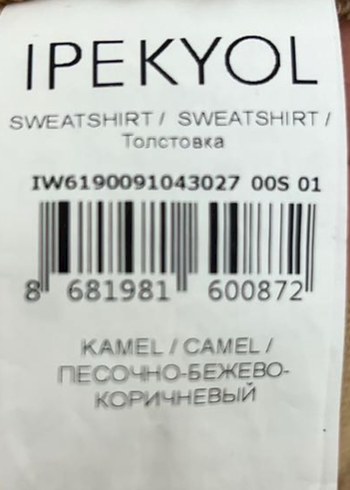 IPEKYOL
SWEATSHIRT / SWEATSHIRT /
Толстовка
IW6190091043027 00S 01
8 681981 600872
KAMEL / CAMEL /
ПЕСОЧНО-БЕЖЕВО-
КОРИЧНЕВЫЙ